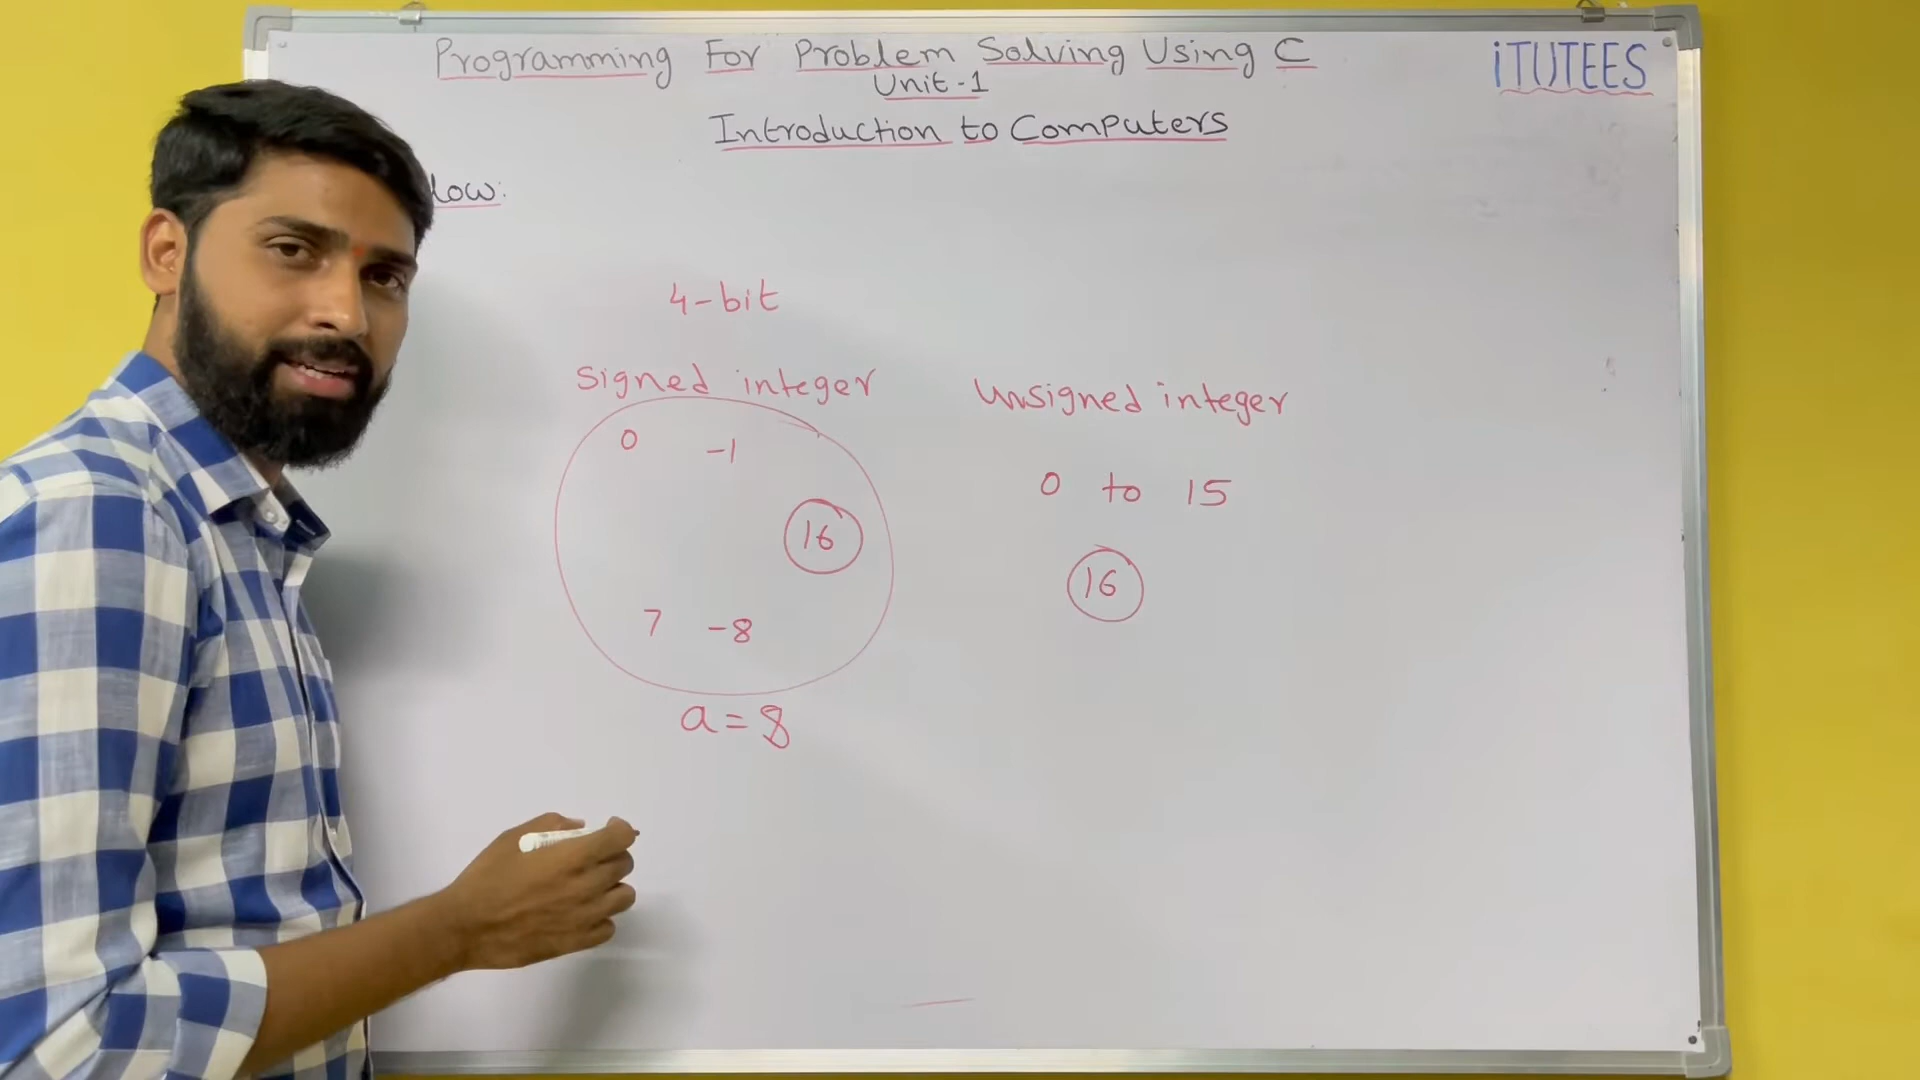 Programming For Problem Solving Using C
iTUTEES
Unit-1
Introduction to Computers
4-bit
Signed integer
Unsigned integer
0 -1
0 to 15
16
16
7 -8
a=8